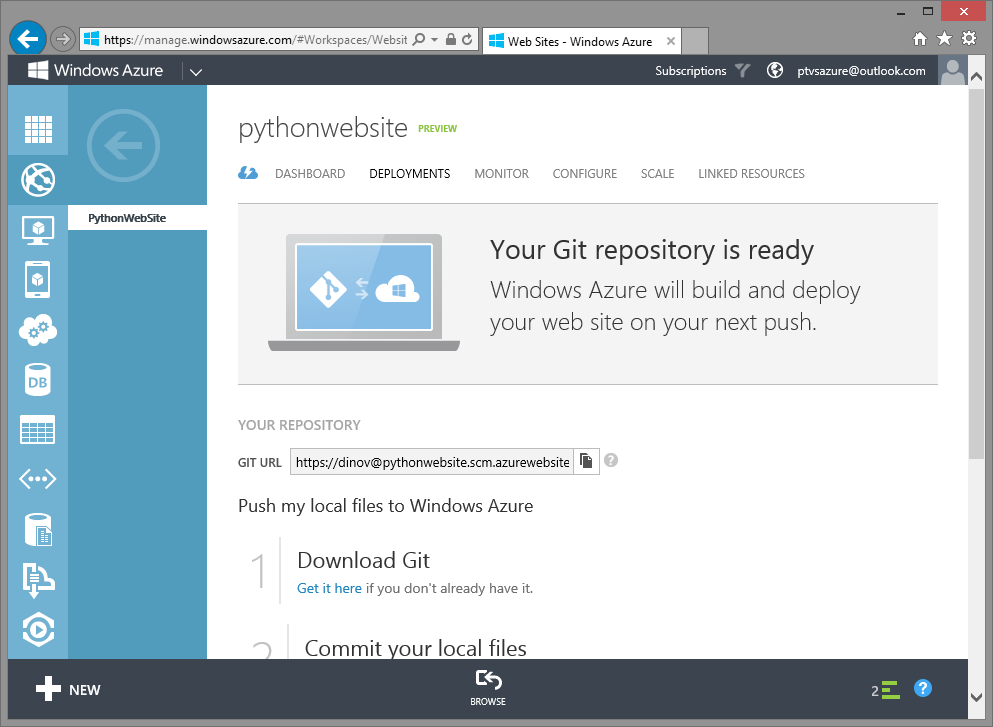 https://manage.windowsazure.com/#Workspaces/Websit
Web Sites - Windows Azure
Windows Azure
Subscriptions
ptvsazure@outlook.com
pythonwebsite PREVIEW
DASHBOARD DEPLOYMENTS MONITOR CONFIGURE SCALE LINKED RESOURCES
PythonWebSite
Your Git repository is ready
Windows Azure will build and deploy
your web site on your next push.
DB
YOUR REPOSITORY
GIT URL https://dinov@pythonwebsite.scm.azurewebsite
Push my local files to Windows Azure
1 Download Git
Get it here if you don't already have it.
2 Commit your local files
NEW
BROWSE
2